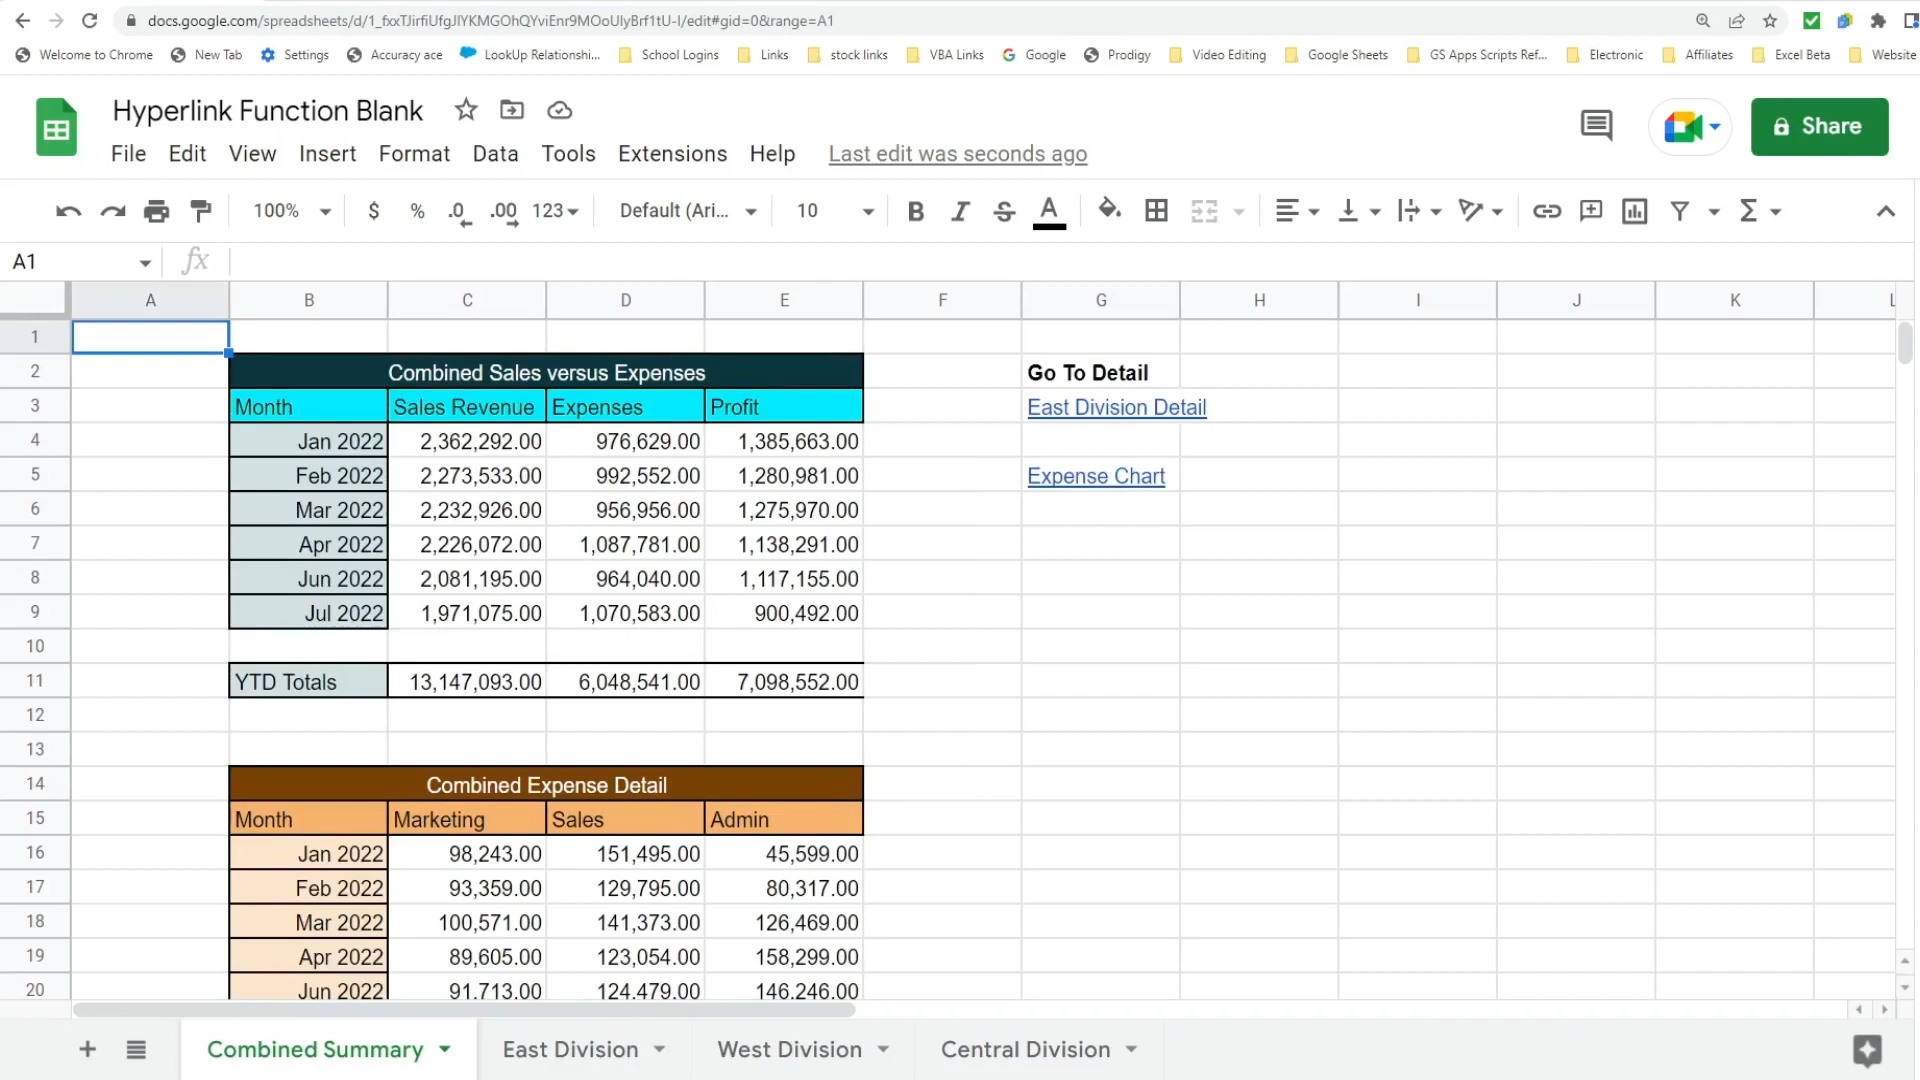 docs.google.com/spreadsheets/d/1_fxxTJirfiUfgJlYKMGOhQYviEnr9MOoUIyBrf1tU-I/edit#gid=0&range=A1
Welcome to Chrome New Tab Settings Accuracy ace LookUp Relationshi... School Logins Links stock links VBA Links Google Prodigy Video Editing Google Sheets GS Apps Scripts Ref... Electronic Affiliates Excel Beta Website
Hyperlink Function Blank
Share
File Edit View Insert Format Data Tools Extensions Help Last edit was seconds ago
100% $ % .0 .00 123 Default (Ari... 10 B I S A Σ
A1 fx
A B C D E F G H I J K L
1
2 Combined Sales versus Expenses Go To Detail
3 Month Sales Revenue Expenses Profit East Division Detail
4 Jan 2022 2,362,292.00 976,629.00 1,385,663.00
5 Feb 2022 2,273,533.00 992,552.00 1,280,981.00 Expense Chart
6 Mar 2022 2,232,926.00 956,956.00 1,275,970.00
7 Apr 2022 2,226,072.00 1,087,781.00 1,138,291.00
8 Jun 2022 2,081,195.00 964,040.00 1,117,155.00
9 Jul 2022 1,971,075.00 1,070,583.00 900,492.00
10
11 YTD Totals 13,147,093.00 6,048,541.00 7,098,552.00
12
13
14 Combined Expense Detail
15 Month Marketing Sales Admin
16 Jan 2022 98,243.00 151,495.00 45,599.00
17 Feb 2022 93,359.00 129,795.00 80,317.00
18 Mar 2022 100,571.00 141,373.00 126,469.00
19 Apr 2022 89,605.00 123,054.00 158,299.00
20 Jun 2022 91,713.00 124,479.00 146,246.00
+ Combined Summary East Division West Division Central Division